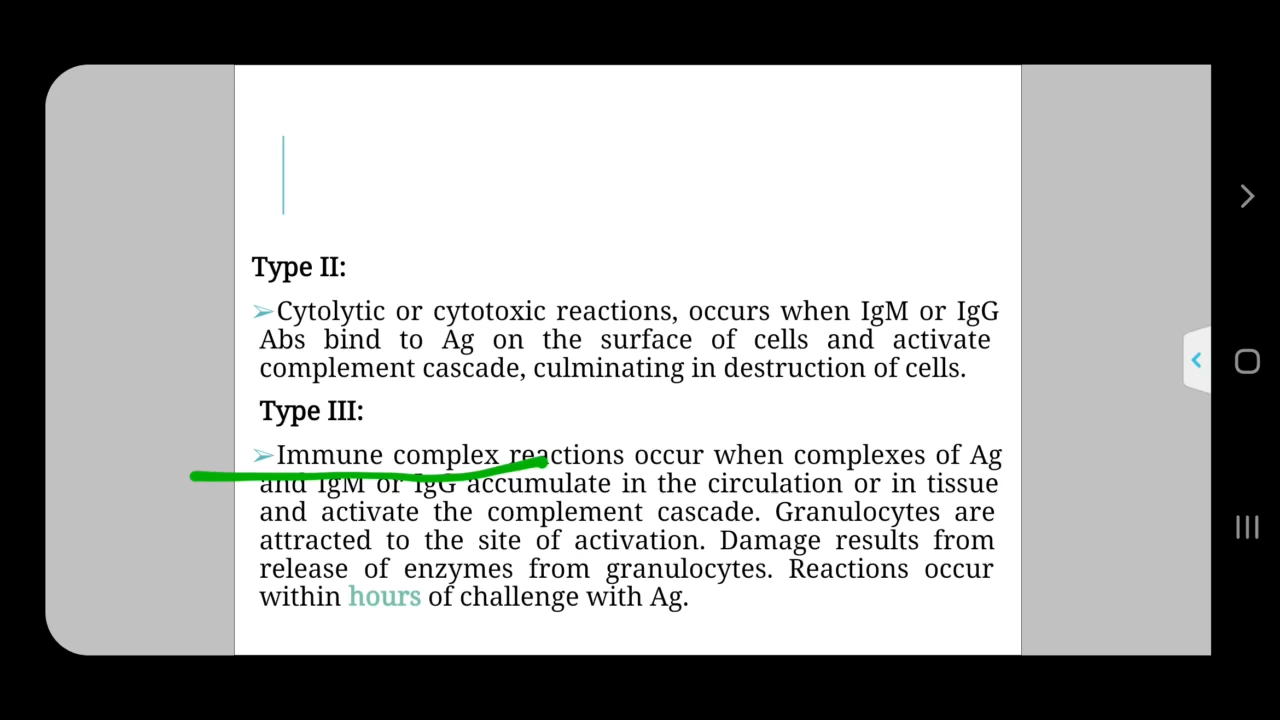 Type II:
➢Cytolytic or cytotoxic reactions, occurs when IgM or IgG
Abs bind to Ag on the surface of cells and activate
complement cascade, culminating in destruction of cells.
Type III:
➢Immune complex reactions occur when complexes of Ag
and IgM or IgG accumulate in the circulation or in tissue
and activate the complement cascade. Granulocytes are
attracted to the site of activation. Damage results from
release of enzymes from granulocytes. Reactions occur
within hours of challenge with Ag.